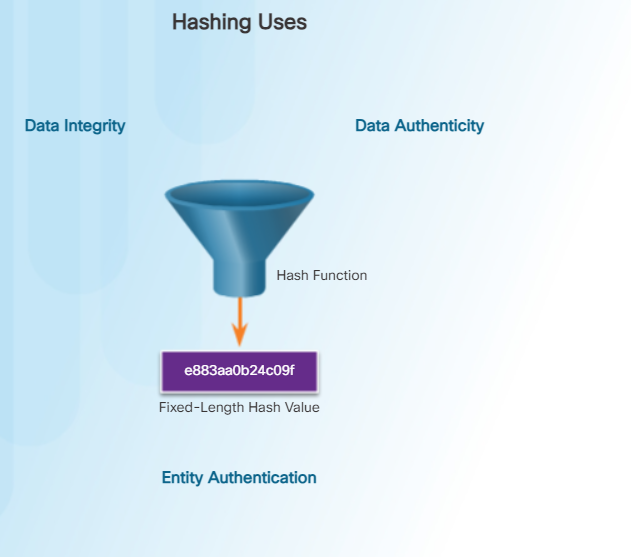 Hashing Uses
Data Integrity
Data Authenticity
Hash Function
e883aa0b24c09f
Fixed-Length Hash Value
Entity Authentication